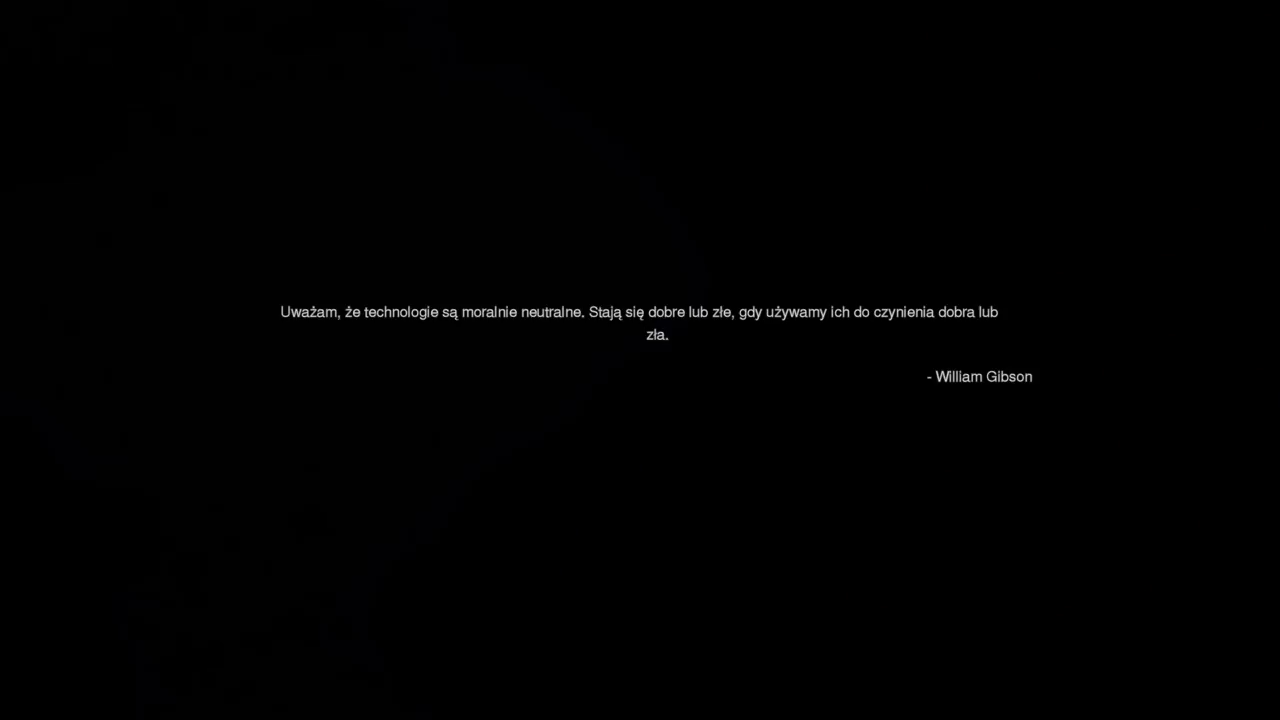 Uważam, że technologie są moralnie neutralne. Stają się dobre lub złe, gdy używamy ich do czynienia dobra lub
zła.
- William Gibson